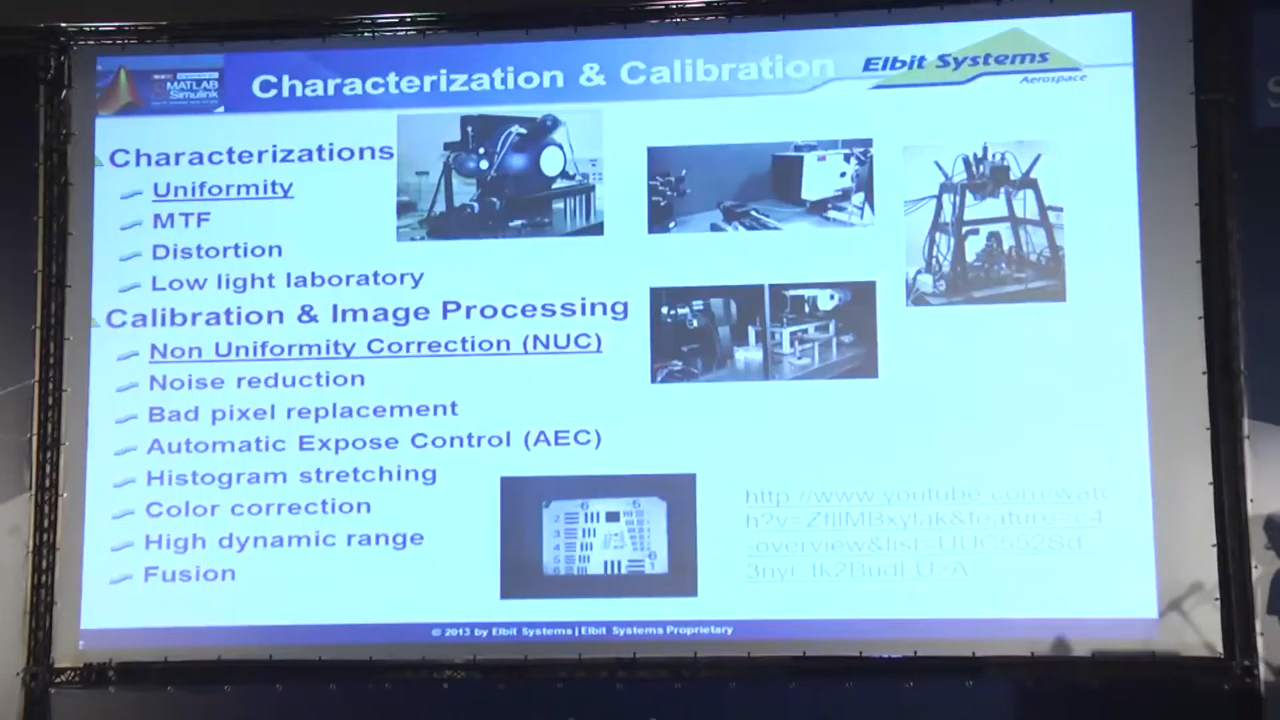 MATLAB
Simulink
Characterization & Calibration
Elbit Systems
Aerospace
Characterizations
Uniformity
MTF
Distortion
Low light laboratory
Calibration & Image Processing
Non Uniformity Correction (NUC)
Noise reduction
Bad pixel replacement
Automatic Expose Control (AEC)
Histogram stretching
Color correction
High dynamic range
Fusion
http://www.youtube.com/watc
-overview&list=
© 2013 by Elbit Systems | Elbit Systems Proprietary